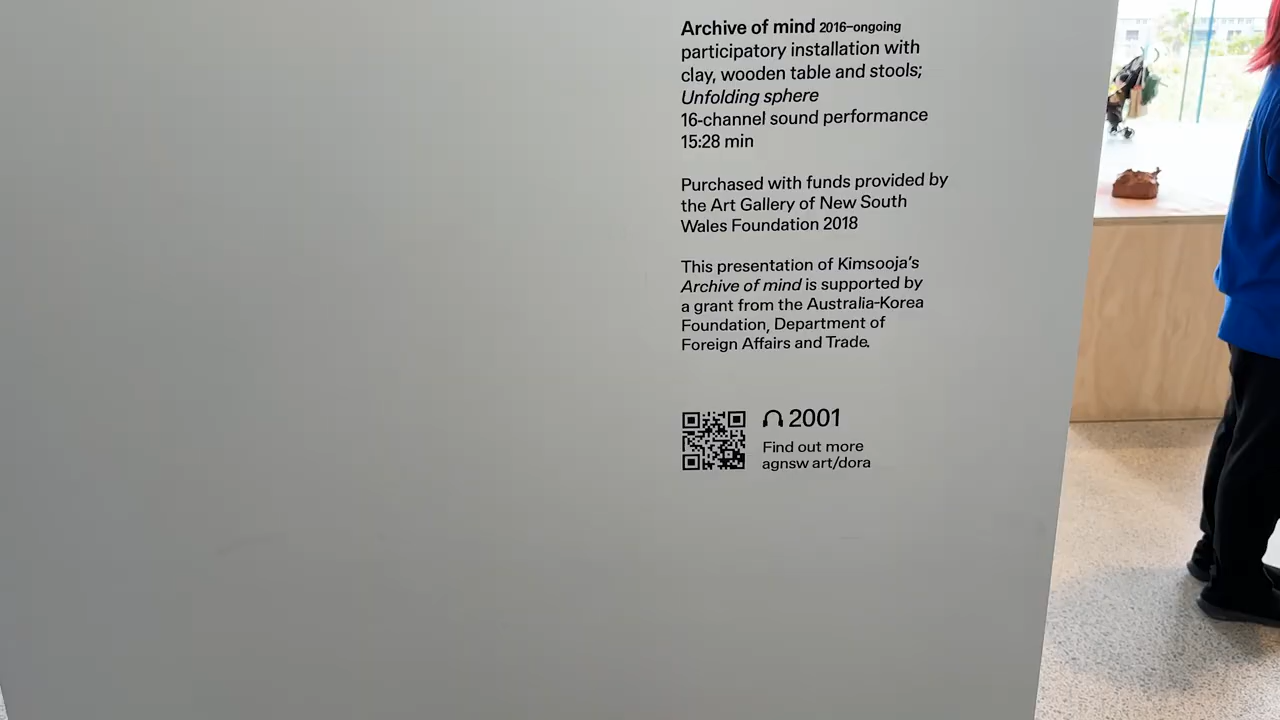 Archive of mind 2016–ongoing
participatory installation with
clay, wooden table and stools;
Unfolding sphere
16-channel sound performance
15:28 min
Purchased with funds provided by
the Art Gallery of New South
Wales Foundation 2018
This presentation of Kimsooja's
Archive of mind is supported by
a grant from the Australia-Korea
Foundation, Department of
Foreign Affairs and Trade.
2001
Find out more
agnsw art/dora